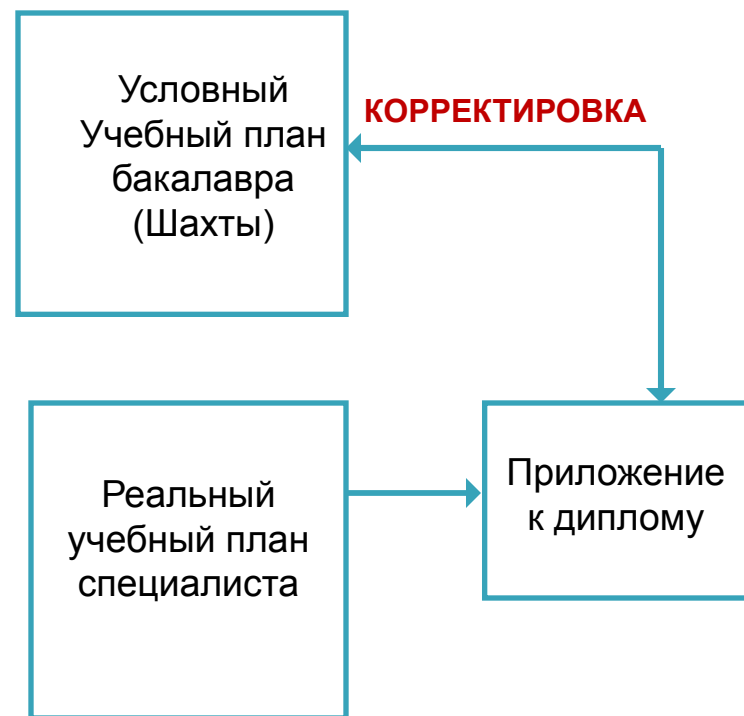 Условный
Учебный план
бакалавра
(Шахты)
КОРРЕКТИРОВКА
Реальный
учебный план
специалиста
Приложение
к диплому